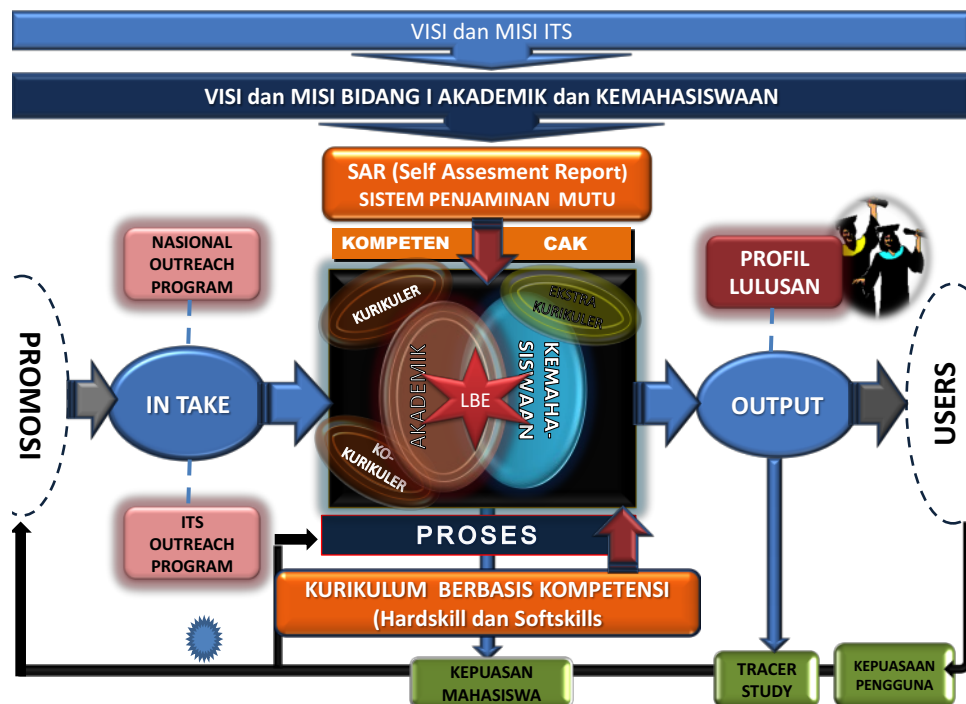 VISI dan MISI ITS
VISI dan MISI BIDANG I AKADEMIK dan KEMAHASISWAAN
SAR (Self Assesment Report)
SISTEM PENJAMINAN MUTU
KOMPETEN
CAK
NASIONAL
OUTREACH
PROGRAM
PROFIL
LULUSAN
KURIKULER
EKSTRA
KURIKULER
PROMOSI
IN TAKE
AKADEMIK
LBE
KEMAHA-
SISWAAN
OUTPUT
USERS
KO-
KURIKULER
ITS
OUTREACH
PROGRAM
PROSES
KURIKULUM BERBASIS KOMPETENSI
(Hardskill dan Softskills
KEPUASAN
MAHASISWA
TRACER
STUDY
KEPUASAAN
PENGGUNA